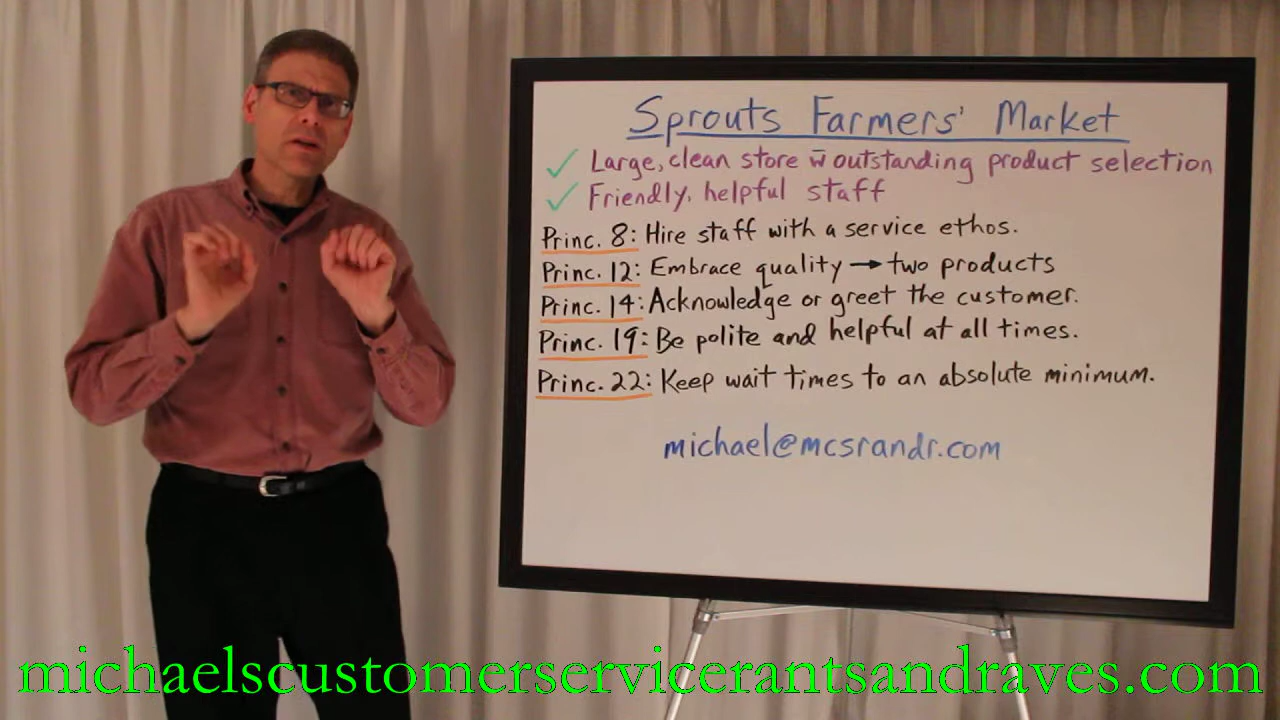 Sprouts Farmers' Market
✓ Large, clean store w̄ outstanding product selection
✓ Friendly, helpful staff
Princ. 8: Hire staff with a service ethos.
Princ. 12: Embrace quality → two products
Princ. 14: Acknowledge or greet the customer.
Princ. 19: Be polite and helpful at all times.
Princ. 22: Keep wait times to an absolute minimum.
michael@mcsrandr.com
michaelscustomerservicerantsandraves.com